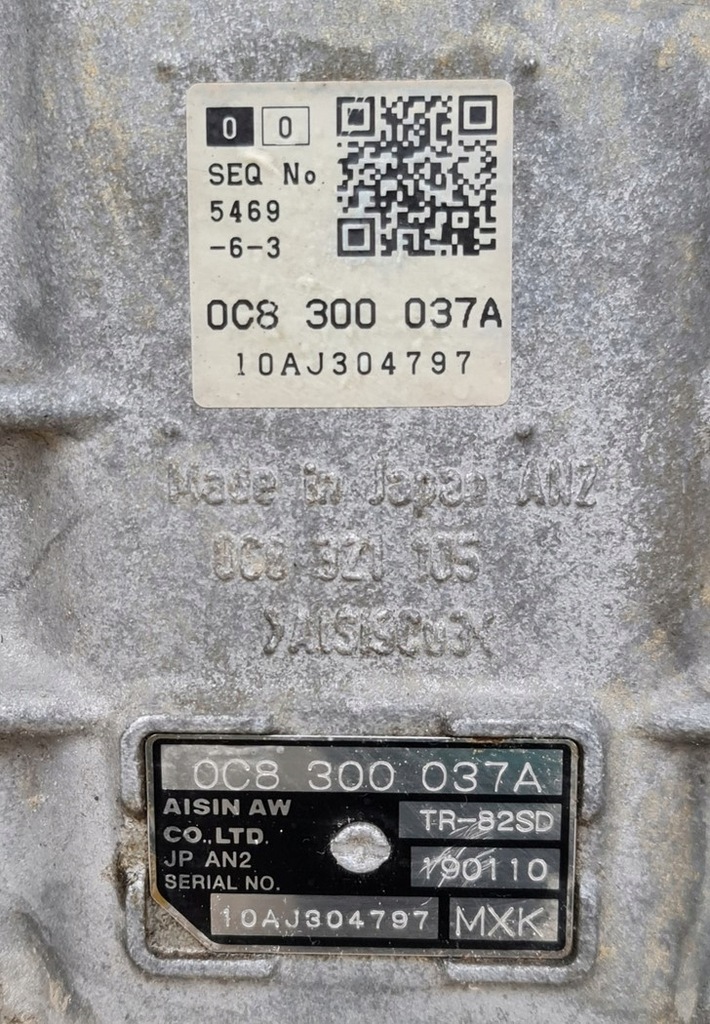 0 0
SEQ No
5469
-6-3
0C8 300 037A
10AJ304797
Made in Japan AN2
0C8 321 105
>AlSi9Cu3<
0C8 300 037A
AISIN AW
CO.,LTD.
TR-82SD
JP AN2
190110
SERIAL NO.
10AJ304797
MXK